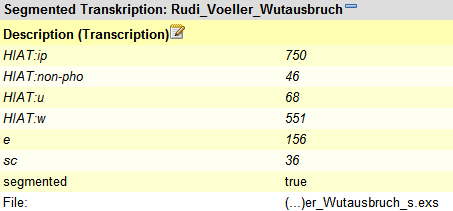 Segmented Transkription: Rudi_Voeller_Wutausbruch
Description (Transcription)
HIAT:ip 750
HIAT:non-pho 46
HIAT:u 68
HIAT:w 551
e 156
sc 36
segmented true
File: (...)er_Wutausbruch_s.exs